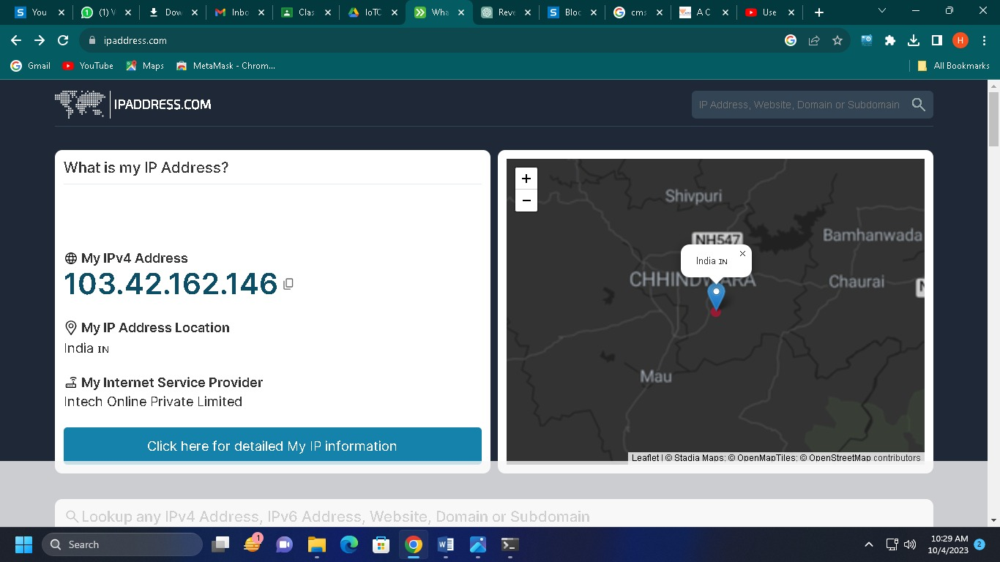 You
(1)
Dow
Inbo
Clas
IoTC
Wha
Reve
Bloc
cms
A C
Use
ipaddress.com
H
Gmail
YouTube
Maps
MetaMask - Chrom...
All Bookmarks
IPADDRESS.COM
IP Address, Website, Domain or Subdomain
What is my IP Address?
My IPv4 Address
103.42.162.146
My IP Address Location
India IN
My Internet Service Provider
Intech Online Private Limited
Click here for detailed My IP information
+
−
Shivpuri
NH547
Bamhanwada
India IN
×
CHHINDWARA
Chaurai
N
Mau
Leaflet | © Stadia Maps; © OpenMapTiles; © OpenStreetMap contributors
Lookup any IPv4 Address, IPv6 Address, Website, Domain or Subdomain
Search
1
10:29 AM
10/4/2023
2